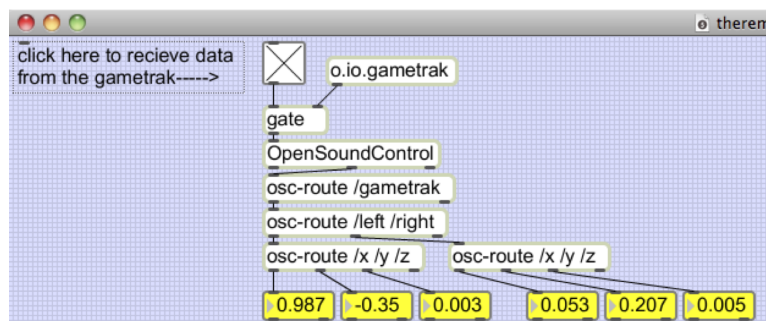 therem
click here to recieve data
from the gametrak----->
o.io.gametrak
gate
OpenSoundControl
osc-route /gametrak
osc-route /left /right
osc-route /x /y /z
osc-route /x /y /z
0.987
-0.35
0.003
0.053
0.207
0.005